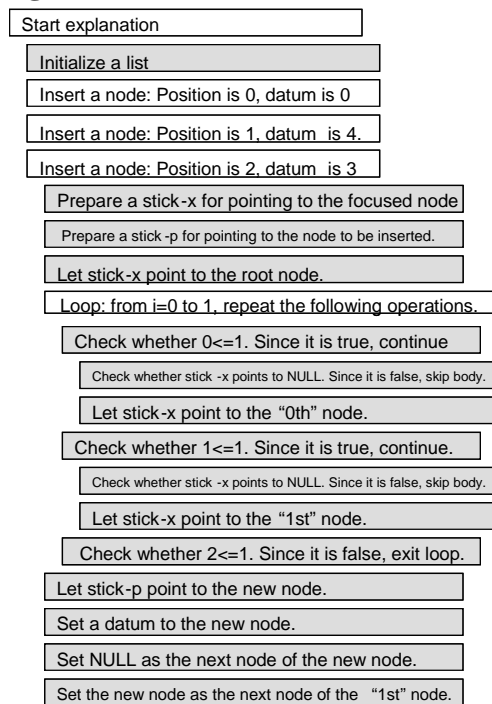 Start explanation
Initialize a list
Insert a node: Position is 0, datum is 0
Insert a node: Position is 1, datum is 4.
Insert a node: Position is 2, datum is 3
Prepare a stick-x for pointing to the focused node
Prepare a stick-p for pointing to the node to be inserted.
Let stick-x point to the root node.
Loop: from i=0 to 1, repeat the following operations.
Check whether 0<=1. Since it is true, continue
Check whether stick-x points to NULL. Since it is false, skip body.
Let stick-x point to the “0th” node.
Check whether 1<=1. Since it is true, continue.
Check whether stick-x points to NULL. Since it is false, skip body.
Let stick-x point to the “1st” node.
Check whether 2<=1. Since it is false, exit loop.
Let stick-p point to the new node.
Set a datum to the new node.
Set NULL as the next node of the new node.
Set the new node as the next node of the “1st” node.